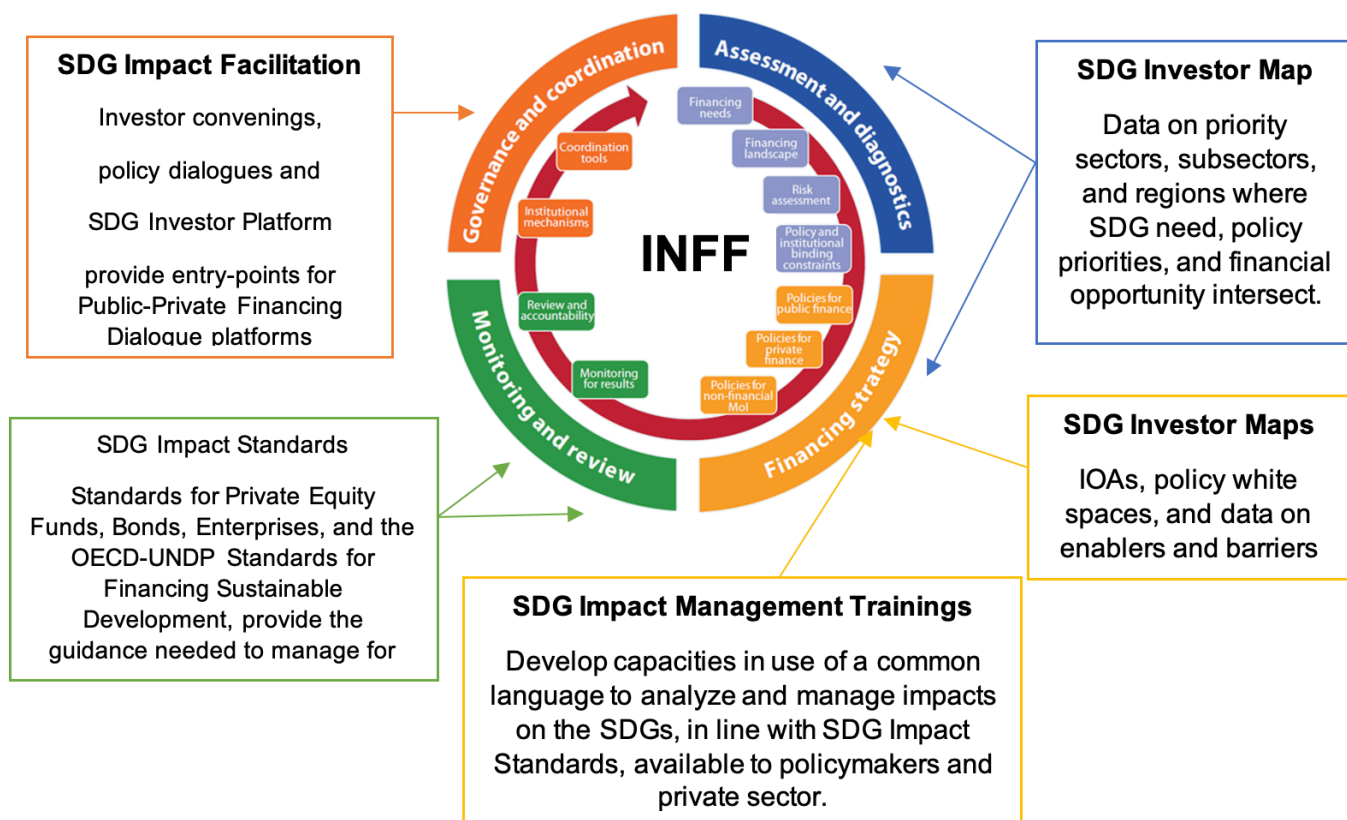 SDG Impact Facilitation
Investor convenings,
policy dialogues and
SDG Investor Platform
provide entry-points for
Public-Private Financing
Dialogue platforms
Governance and coordination
Assessment and diagnostics
Financing strategy
Monitoring and review
INFF
Financing
needs
Financing
landscape
Risk
assessment
Policy and
institutional
binding
constraints
Policies for
public finance
Policies for
private
finance
Policies for
non-financial
MoI
Monitoring
for results
Review and
accountability
Institutional
mechanisms
Coordination
tools
SDG Investor Map
Data on priority
sectors, subsectors,
and regions where
SDG need, policy
priorities, and financial
opportunity intersect.
SDG Investor Maps
IOAs, policy white
spaces, and data on
enablers and barriers
SDG Impact Standards
Standards for Private Equity
Funds, Bonds, Enterprises, and the
OECD-UNDP Standards for
Financing Sustainable
Development, provide the
guidance needed to manage for
SDG Impact Management Trainings
Develop capacities in use of a common
language to analyze and manage impacts
on the SDGs, in line with SDG Impact
Standards, available to policymakers and
private sector.